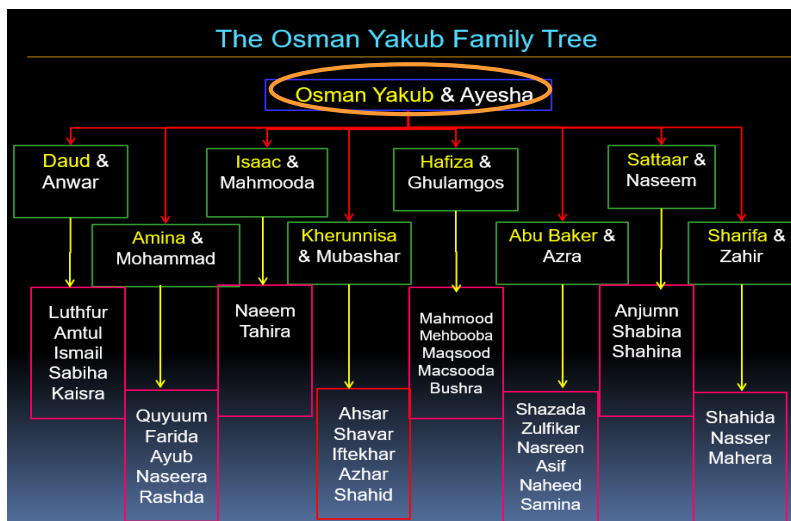 The Osman Yakub Family Tree
Osman Yakub & Ayesha
Daud &
Anwar
Isaac &
Mahmooda
Hafiza &
Ghulamgos
Sattaar &
Naseem
Amina &
Mohammad
Kherunnisa
& Mubashar
Abu Baker &
Azra
Sharifa &
Zahir
Luthfur
Amtul
Ismail
Sabiha
Kaisra
Quyuum
Farida
Ayub
Naseera
Rashda
Naeem
Tahira
Ahsar
Shavar
Iftekhar
Azhar
Shahid
Mahmood
Mehbooba
Maqsood
Macsooda
Bushra
Shazada
Zulfikar
Nasreen
Asif
Naheed
Samina
Anjumn
Shabina
Shahina
Shahida
Nasser
Mahera